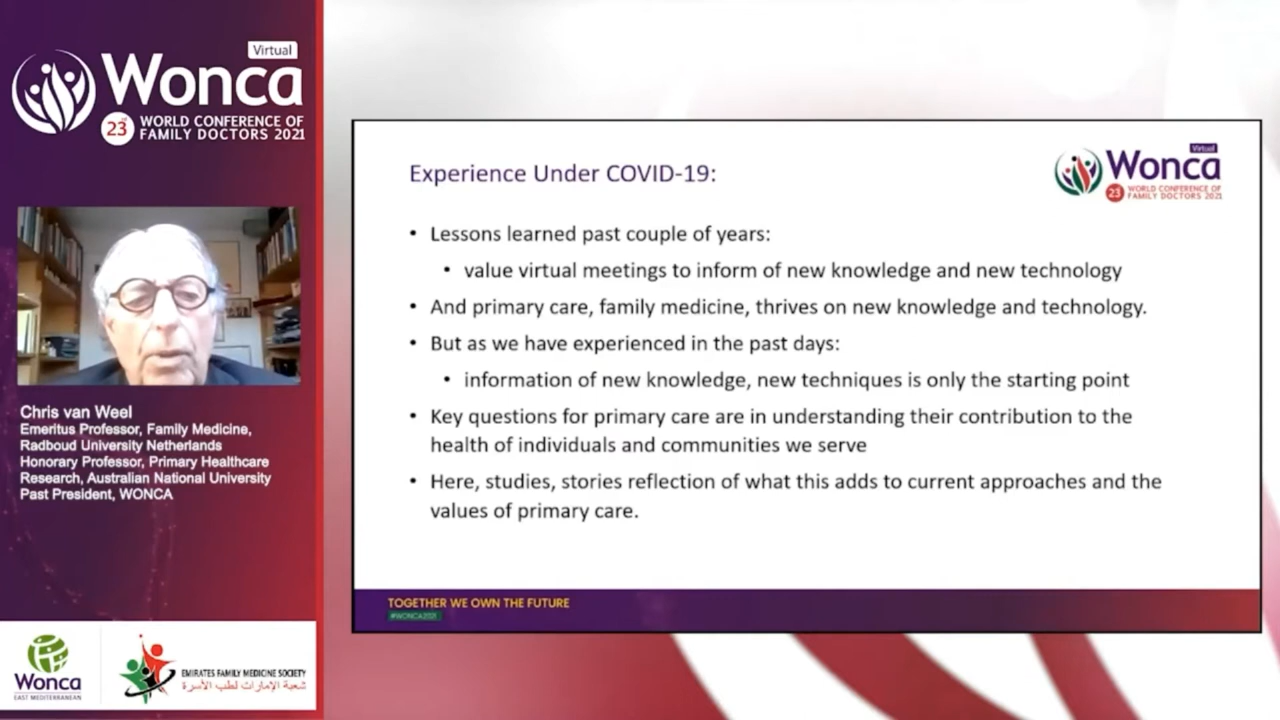 Virtual
Wonca
23
WORLD CONFERENCE OF
FAMILY DOCTORS 2021
Chris van Weel
Emeritus Professor, Family Medicine,
Radboud University Netherlands
Honorary Professor, Primary Healthcare
Research, Australian National University
Past President, WONCA
Wonca
EAST MEDITERRANEAN
EMIRATES FAMILY MEDICINE SOCIETY
شعبة الإمارات لطب الأسرة
Experience Under COVID-19:
Virtual
Wonca
23
WORLD CONFERENCE OF
FAMILY DOCTORS 2021
• Lessons learned past couple of years:
• value virtual meetings to inform of new knowledge and new technology
• And primary care, family medicine, thrives on new knowledge and technology.
• But as we have experienced in the past days:
• information of new knowledge, new techniques is only the starting point
• Key questions for primary care are in understanding their contribution to the
health of individuals and communities we serve
• Here, studies, stories reflection of what this adds to current approaches and the
values of primary care.
TOGETHER WE OWN THE FUTURE
#WONCA2021